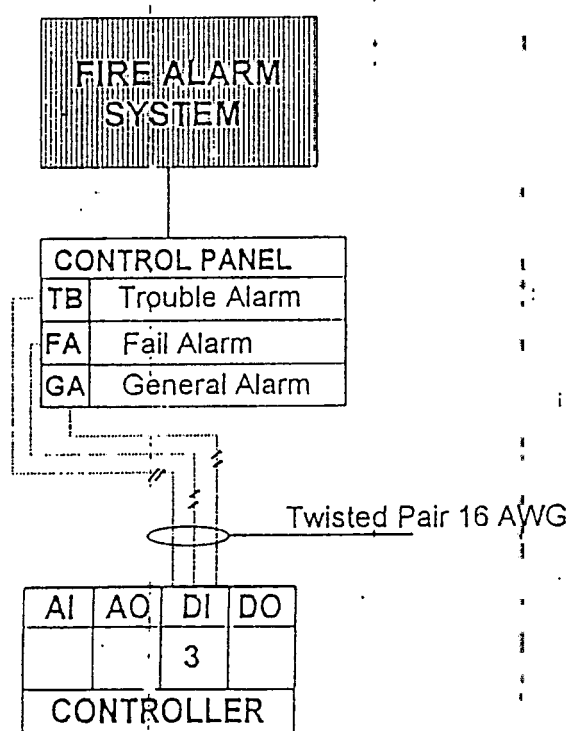 FIRE ALARM
SYSTEM
CONTROL PANEL
TB Trouble Alarm
FA Fail Alarm
GA General Alarm
Twisted Pair 16 AWG
AI AO DI DO
3
CONTROLLER